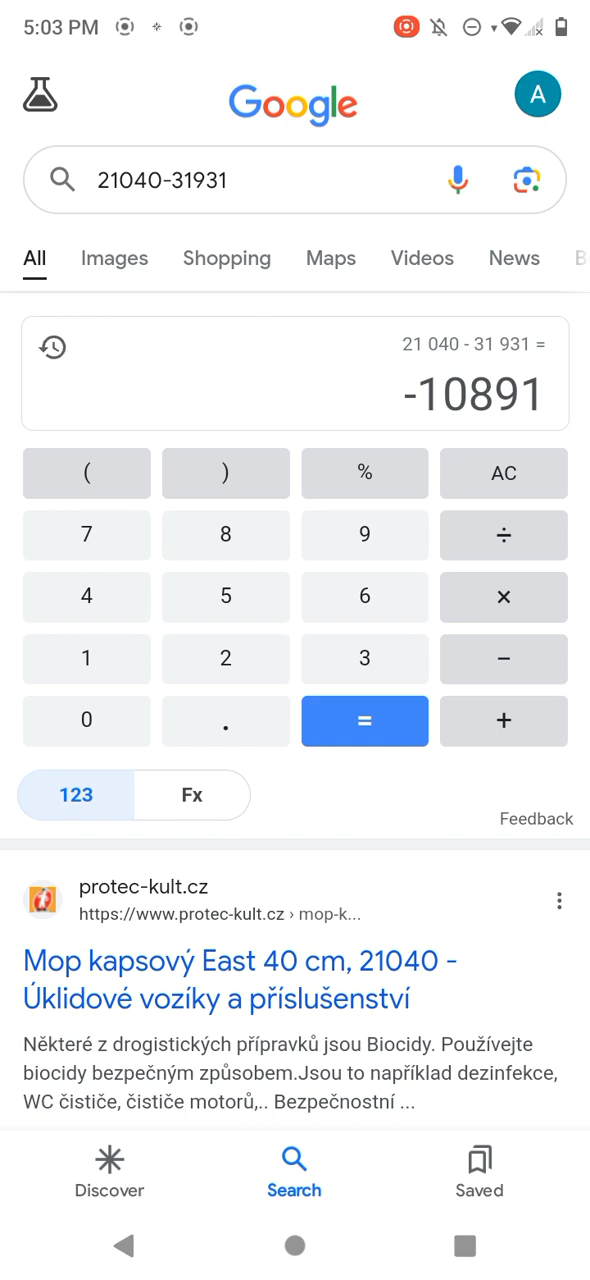 5:03 PM
Google
A
21040-31931
All Images Shopping Maps Videos News B
21 040 - 31 931 =
-10891
( ) % AC
7 8 9 ÷
4 5 6 ×
1 2 3 −
0 . = +
123 Fx
Feedback
protec-kult.cz
https://www.protec-kult.cz › mop-k...
Mop kapsový East 40 cm, 21040 -
Úklidové vozíky a příslušenství
Některé z drogistických přípravků jsou Biocidy. Používejte
biocidy bezpečným způsobem.Jsou to například dezinfekce,
WC čističe, čističe motorů,.. Bezpečnostní ...
Discover Search Saved